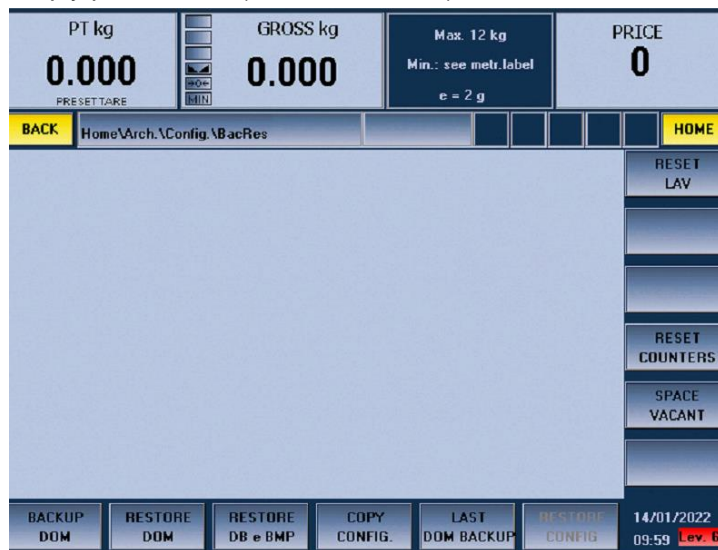 PT kg
0.000
PRESET TARE
MIN
GROSS kg
0.000
Max. 12 kg
Min.: see metr.label
e = 2 g
PRICE
0
BACK
Home\Arch.\Config.\BacRes
HOME
RESET
LAV
RESET
COUNTERS
SPACE
VACANT
BACKUP
DOM
RESTORE
DOM
RESTORE
DB e BMP
COPY
CONFIG.
LAST
DOM BACKUP
RESTORE
CONFIG
14/01/2022
09:59 Lev. 6